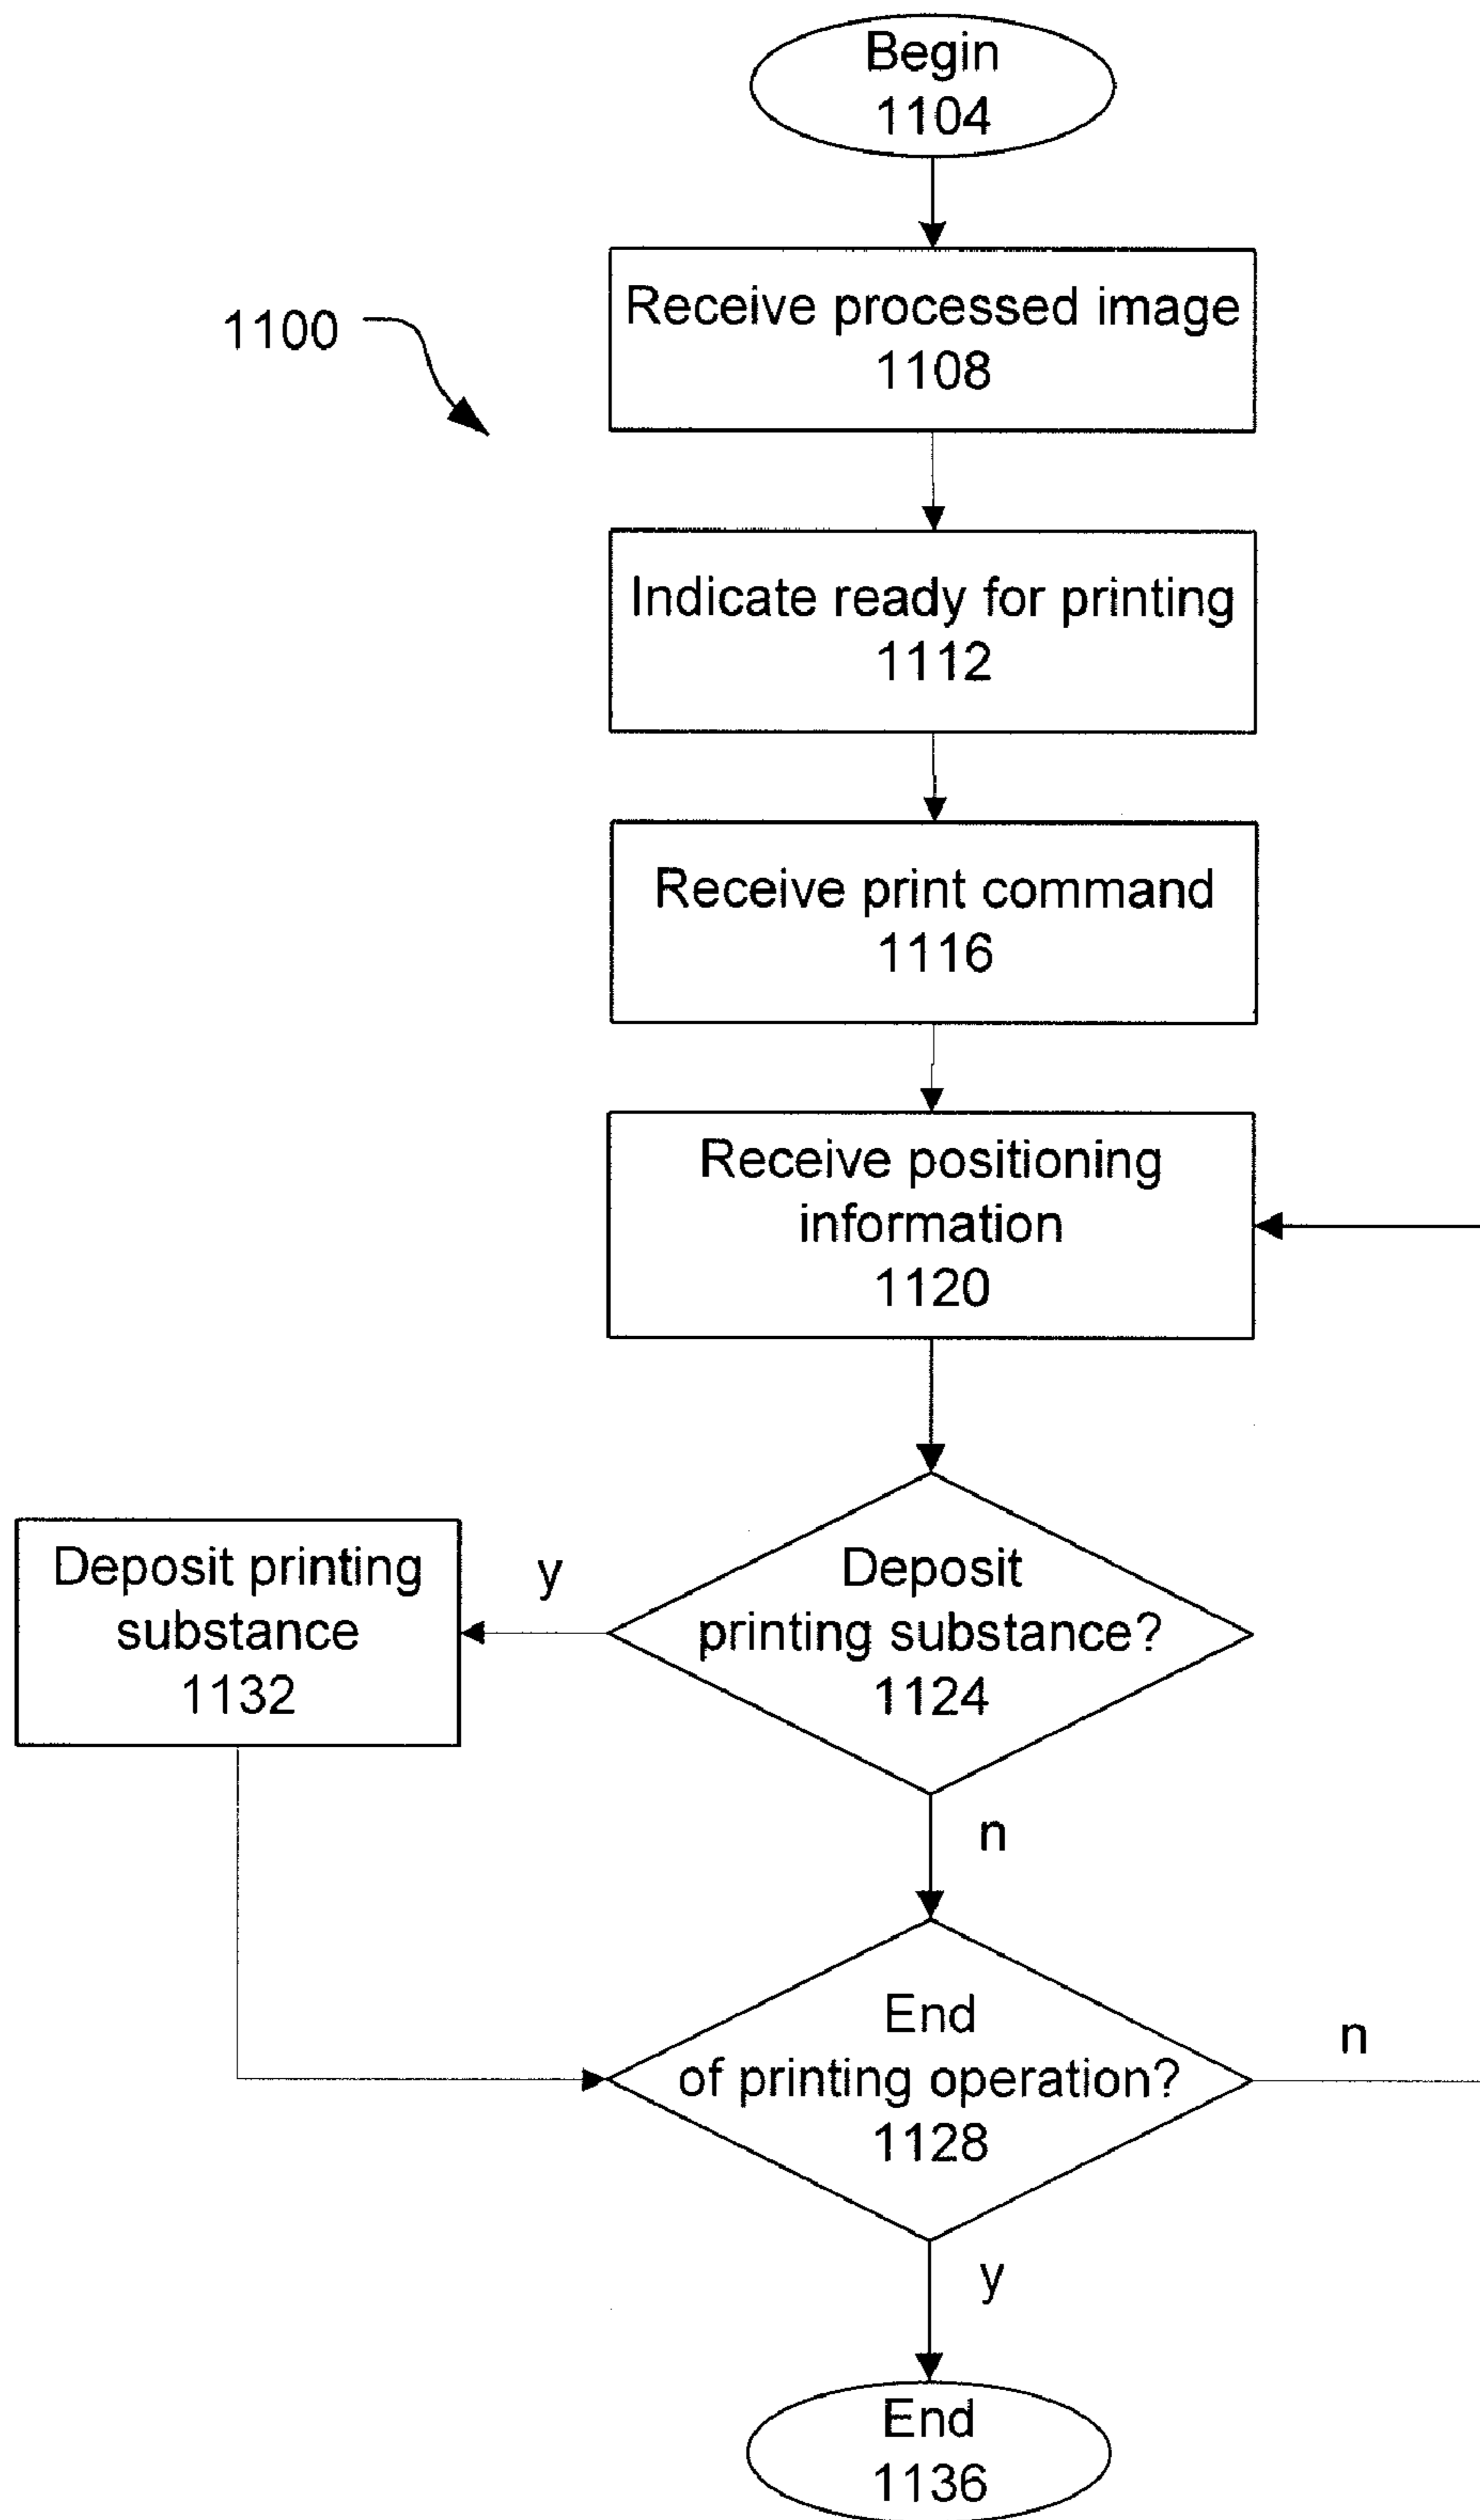 Begin
1104
1100
Receive processed image
1108
Indicate ready for printing
1112
Receive print command
1116
Receive positioning
information
1120
Deposit
printing substance?
1124
y
Deposit printing
substance
1132
n
End
of printing operation?
1128
n
y
End
1136